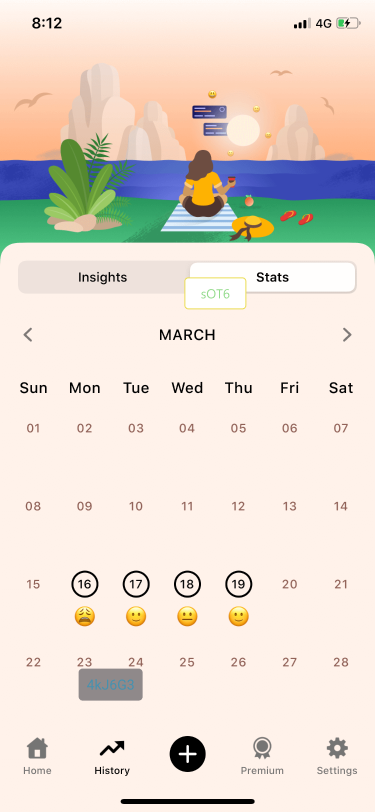 8:12 4G
Insights Stats
sOT6
MARCH
Sun Mon Tue Wed Thu Fri Sat
01 02 03 04 05 06 07
08 09 10 11 12 13 14
15 16 17 18 19 20 21
22 23 24 25 26 27 28
4kJ6G3
Home History Premium Settings